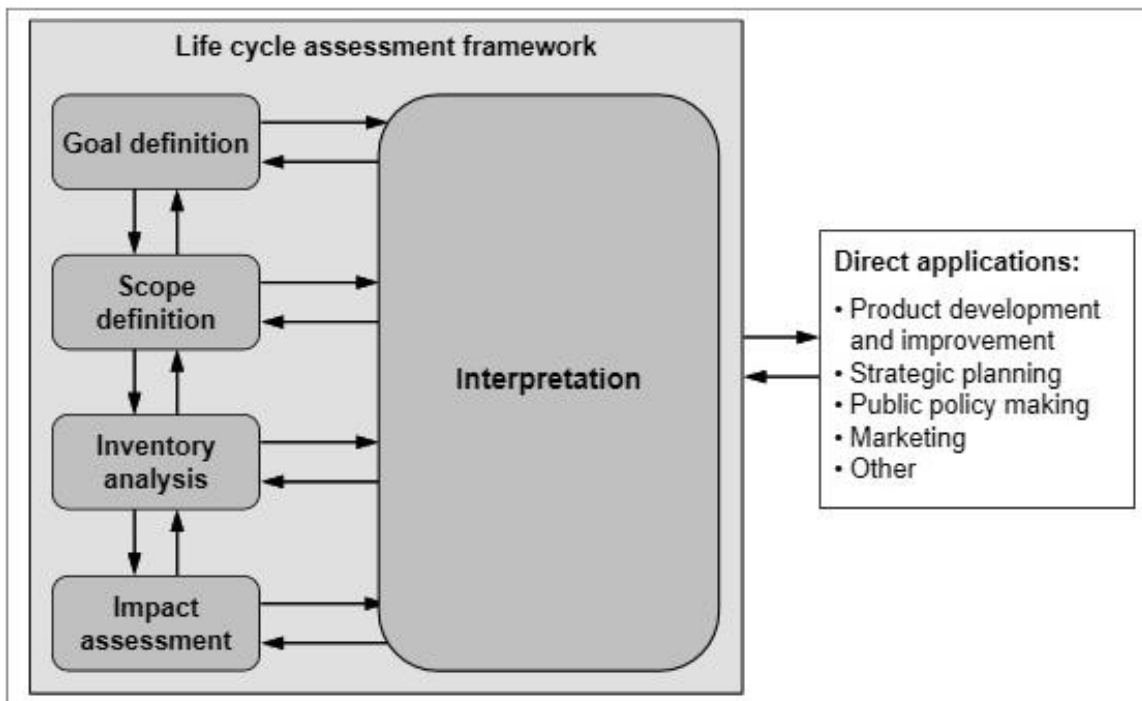 Life cycle assessment framework
Goal definition
Scope
definition
Inventory
analysis
Impact
assessment
Interpretation
Direct applications:
• Product development
and improvement
• Strategic planning
• Public policy making
• Marketing
• Other